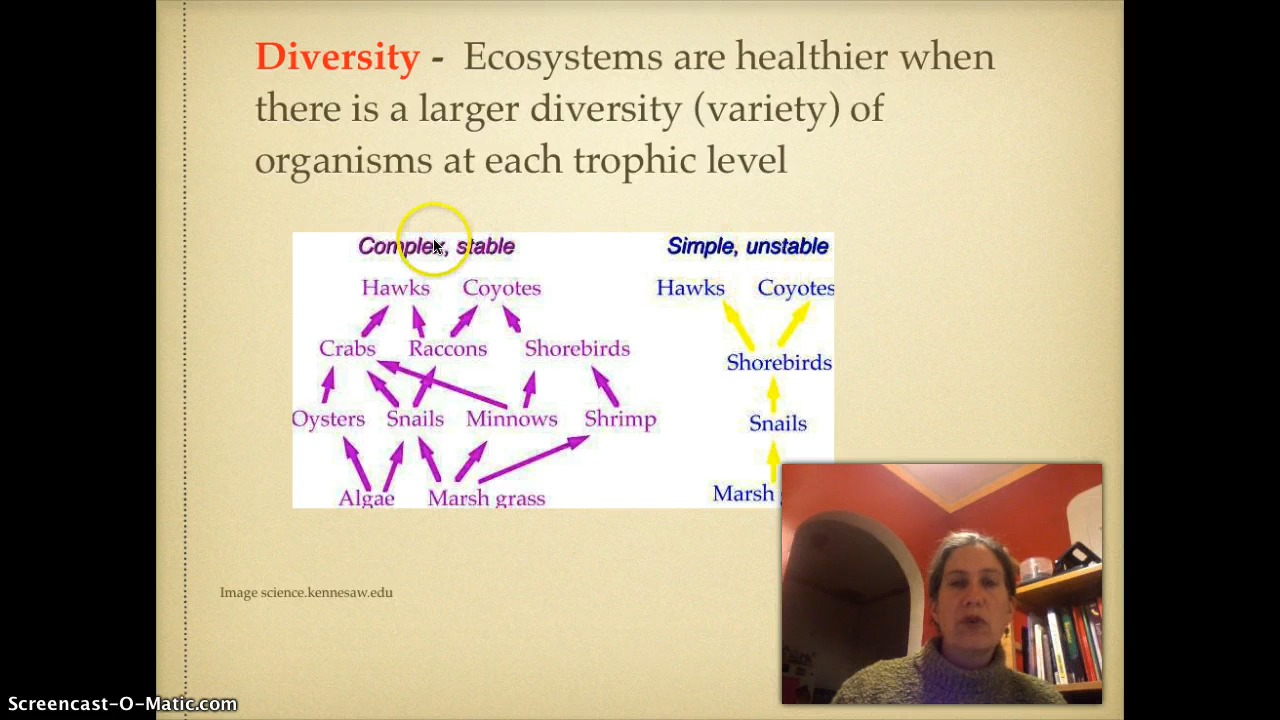 Diversity - Ecosystems are healthier when
there is a larger diversity (variety) of
organisms at each trophic level
Complex, stable
Hawks Coyotes
Crabs Raccons Shorebirds
Oysters Snails Minnows Shrimp
Algae Marsh grass
Simple, unstable
Hawks Coyotes
Shorebirds
Snails
Marsh
Image science.kennesaw.edu
Screencast-O-Matic.com